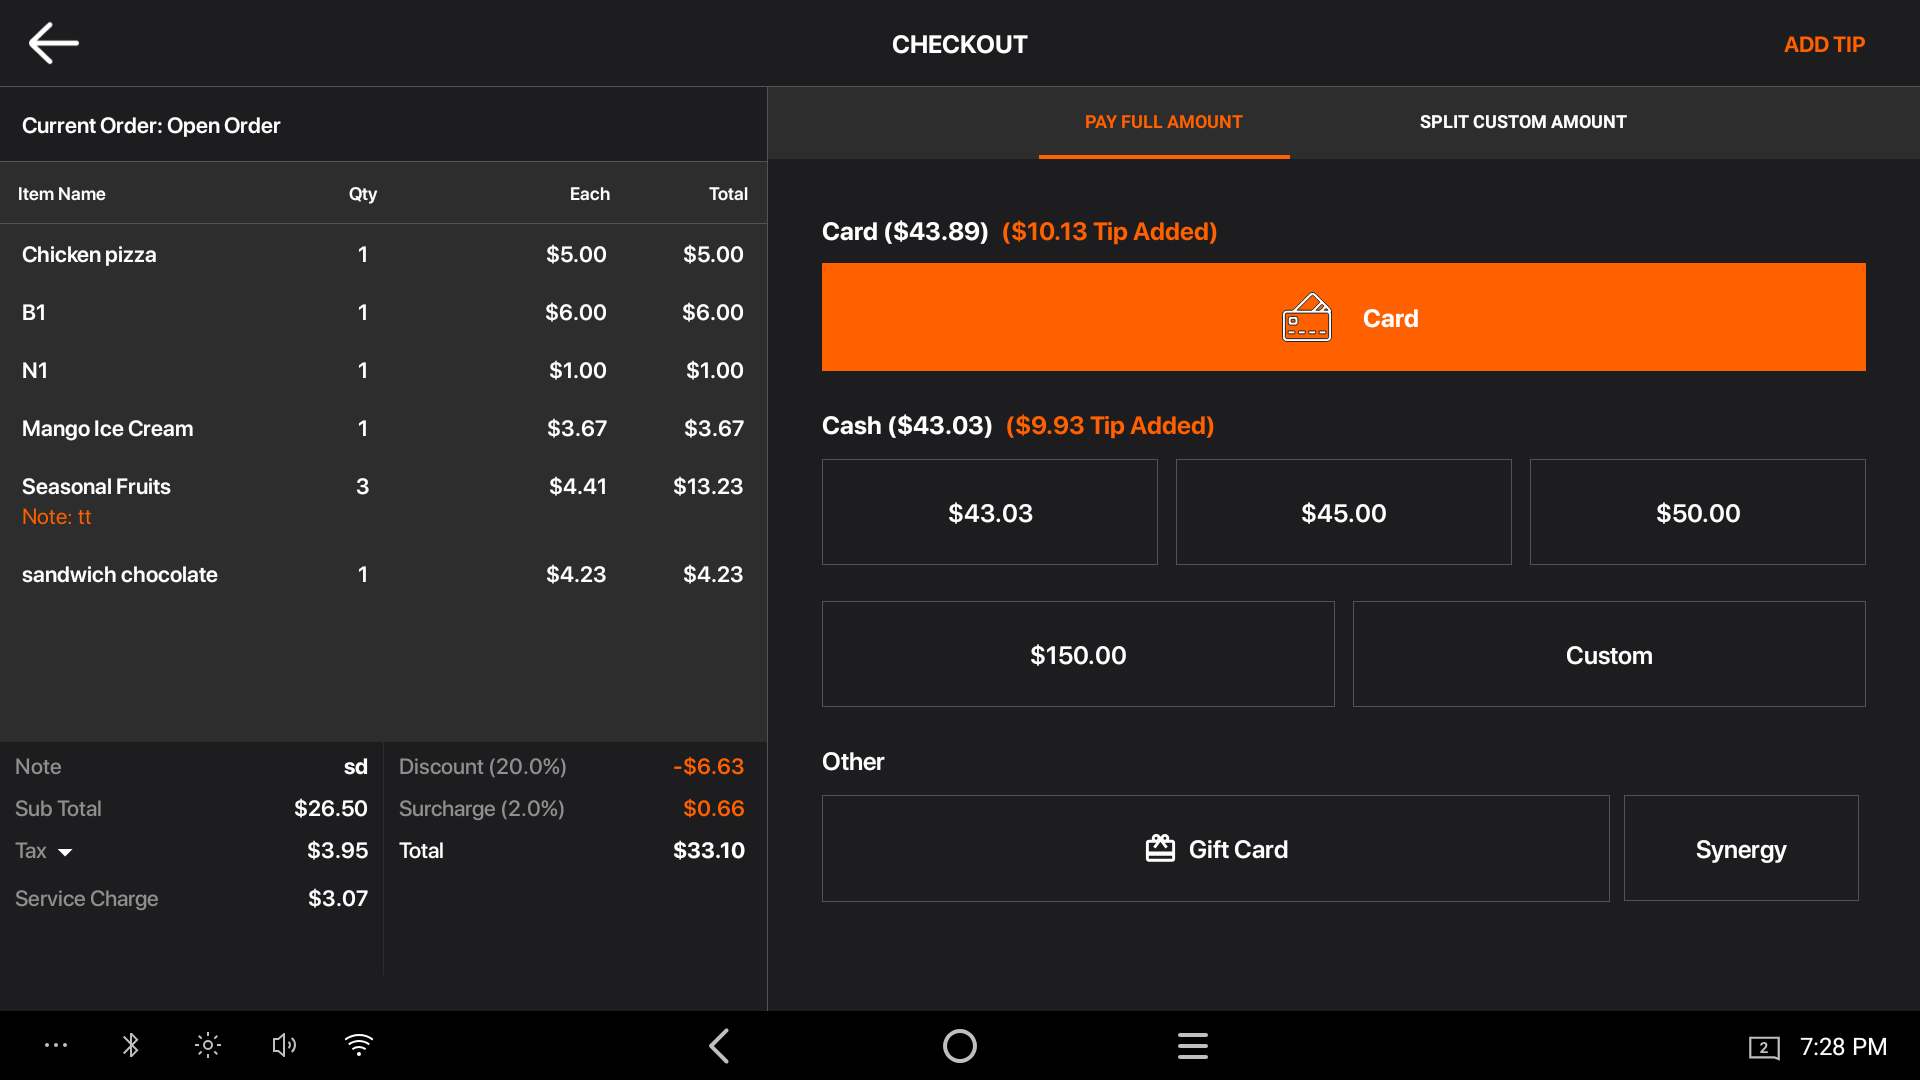 CHECKOUT
ADD TIP
Current Order: Open Order
Item Name Qty Each Total
Chicken pizza 1 $5.00 $5.00
B1 1 $6.00 $6.00
N1 1 $1.00 $1.00
Mango Ice Cream 1 $3.67 $3.67
Seasonal Fruits 3 $4.41 $13.23
Note: tt
sandwich chocolate 1 $4.23 $4.23
Note sd
Sub Total $26.50
Tax $3.95
Service Charge $3.07
Discount (20.0%) -$6.63
Surcharge (2.0%) $0.66
Total $33.10
PAY FULL AMOUNT
SPLIT CUSTOM AMOUNT
Card ($43.89) ($10.13 Tip Added)
Card
Cash ($43.03) ($9.93 Tip Added)
$43.03
$45.00
$50.00
$150.00
Custom
Other
Gift Card
Synergy
2
7:28 PM